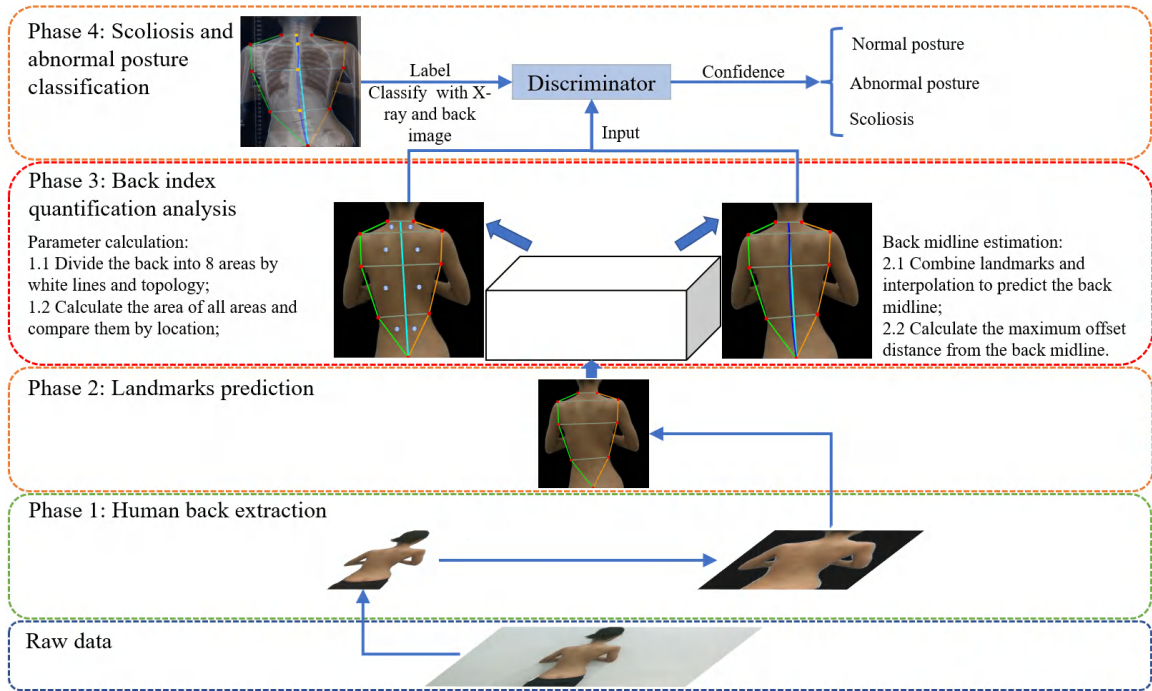 Phase 4: Scoliosis and
abnormal posture
classification
Label
Classify with X-
ray and back
image
Discriminator
Confidence
Normal posture
Abnormal posture
Scoliosis
Input
Phase 3: Back index
quantification analysis
Parameter calculation:
1.1 Divide the back into 8 areas by
white lines and topology;
1.2 Calculate the area of all areas and
compare them by location;
Back midline estimation:
2.1 Combine landmarks and
interpolation to predict the back
midline;
2.2 Calculate the maximum offset
distance from the back midline.
Phase 2: Landmarks prediction
Phase 1: Human back extraction
Raw data